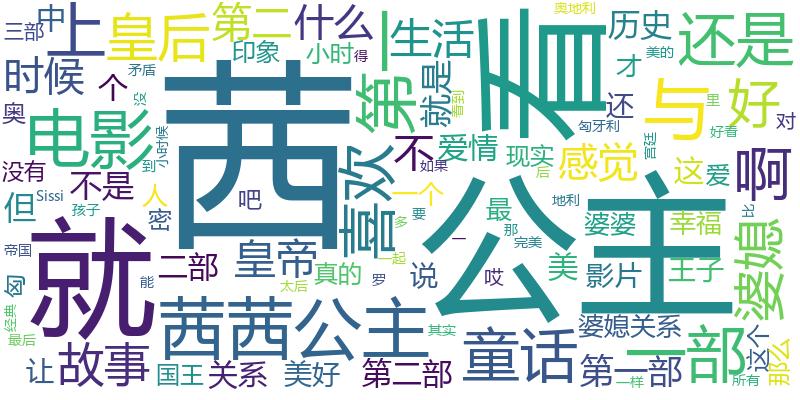 三部
中
上
皇后
第二
什么
一
生活
奥地利
美的
历史
还是
时候
矛盾
个
印象
小时
得
第
就是
看到
看
才
还
与
里
好
奥
没
电影
茜
喜欢
不
爱情
现实
后
匈牙利
宫廷
好看
对
没有
到
小时候
不是
人
密
吧
一个
如果
感觉
这
爱
啊
但
Sissi
孩子
就
多
要
最
那
完美
地利
公主
婆婆
幸福
比
婆媳
帝国
匈
二部
能
皇帝
太后
真的
罗
一起
说
一
哎
美
影片
王子
经典
最后
让
故事
茜茜公主
国王
关系
美好
其实
第二部
童话
婆媳关系
第一部
一样
一部
所有
这个
那么